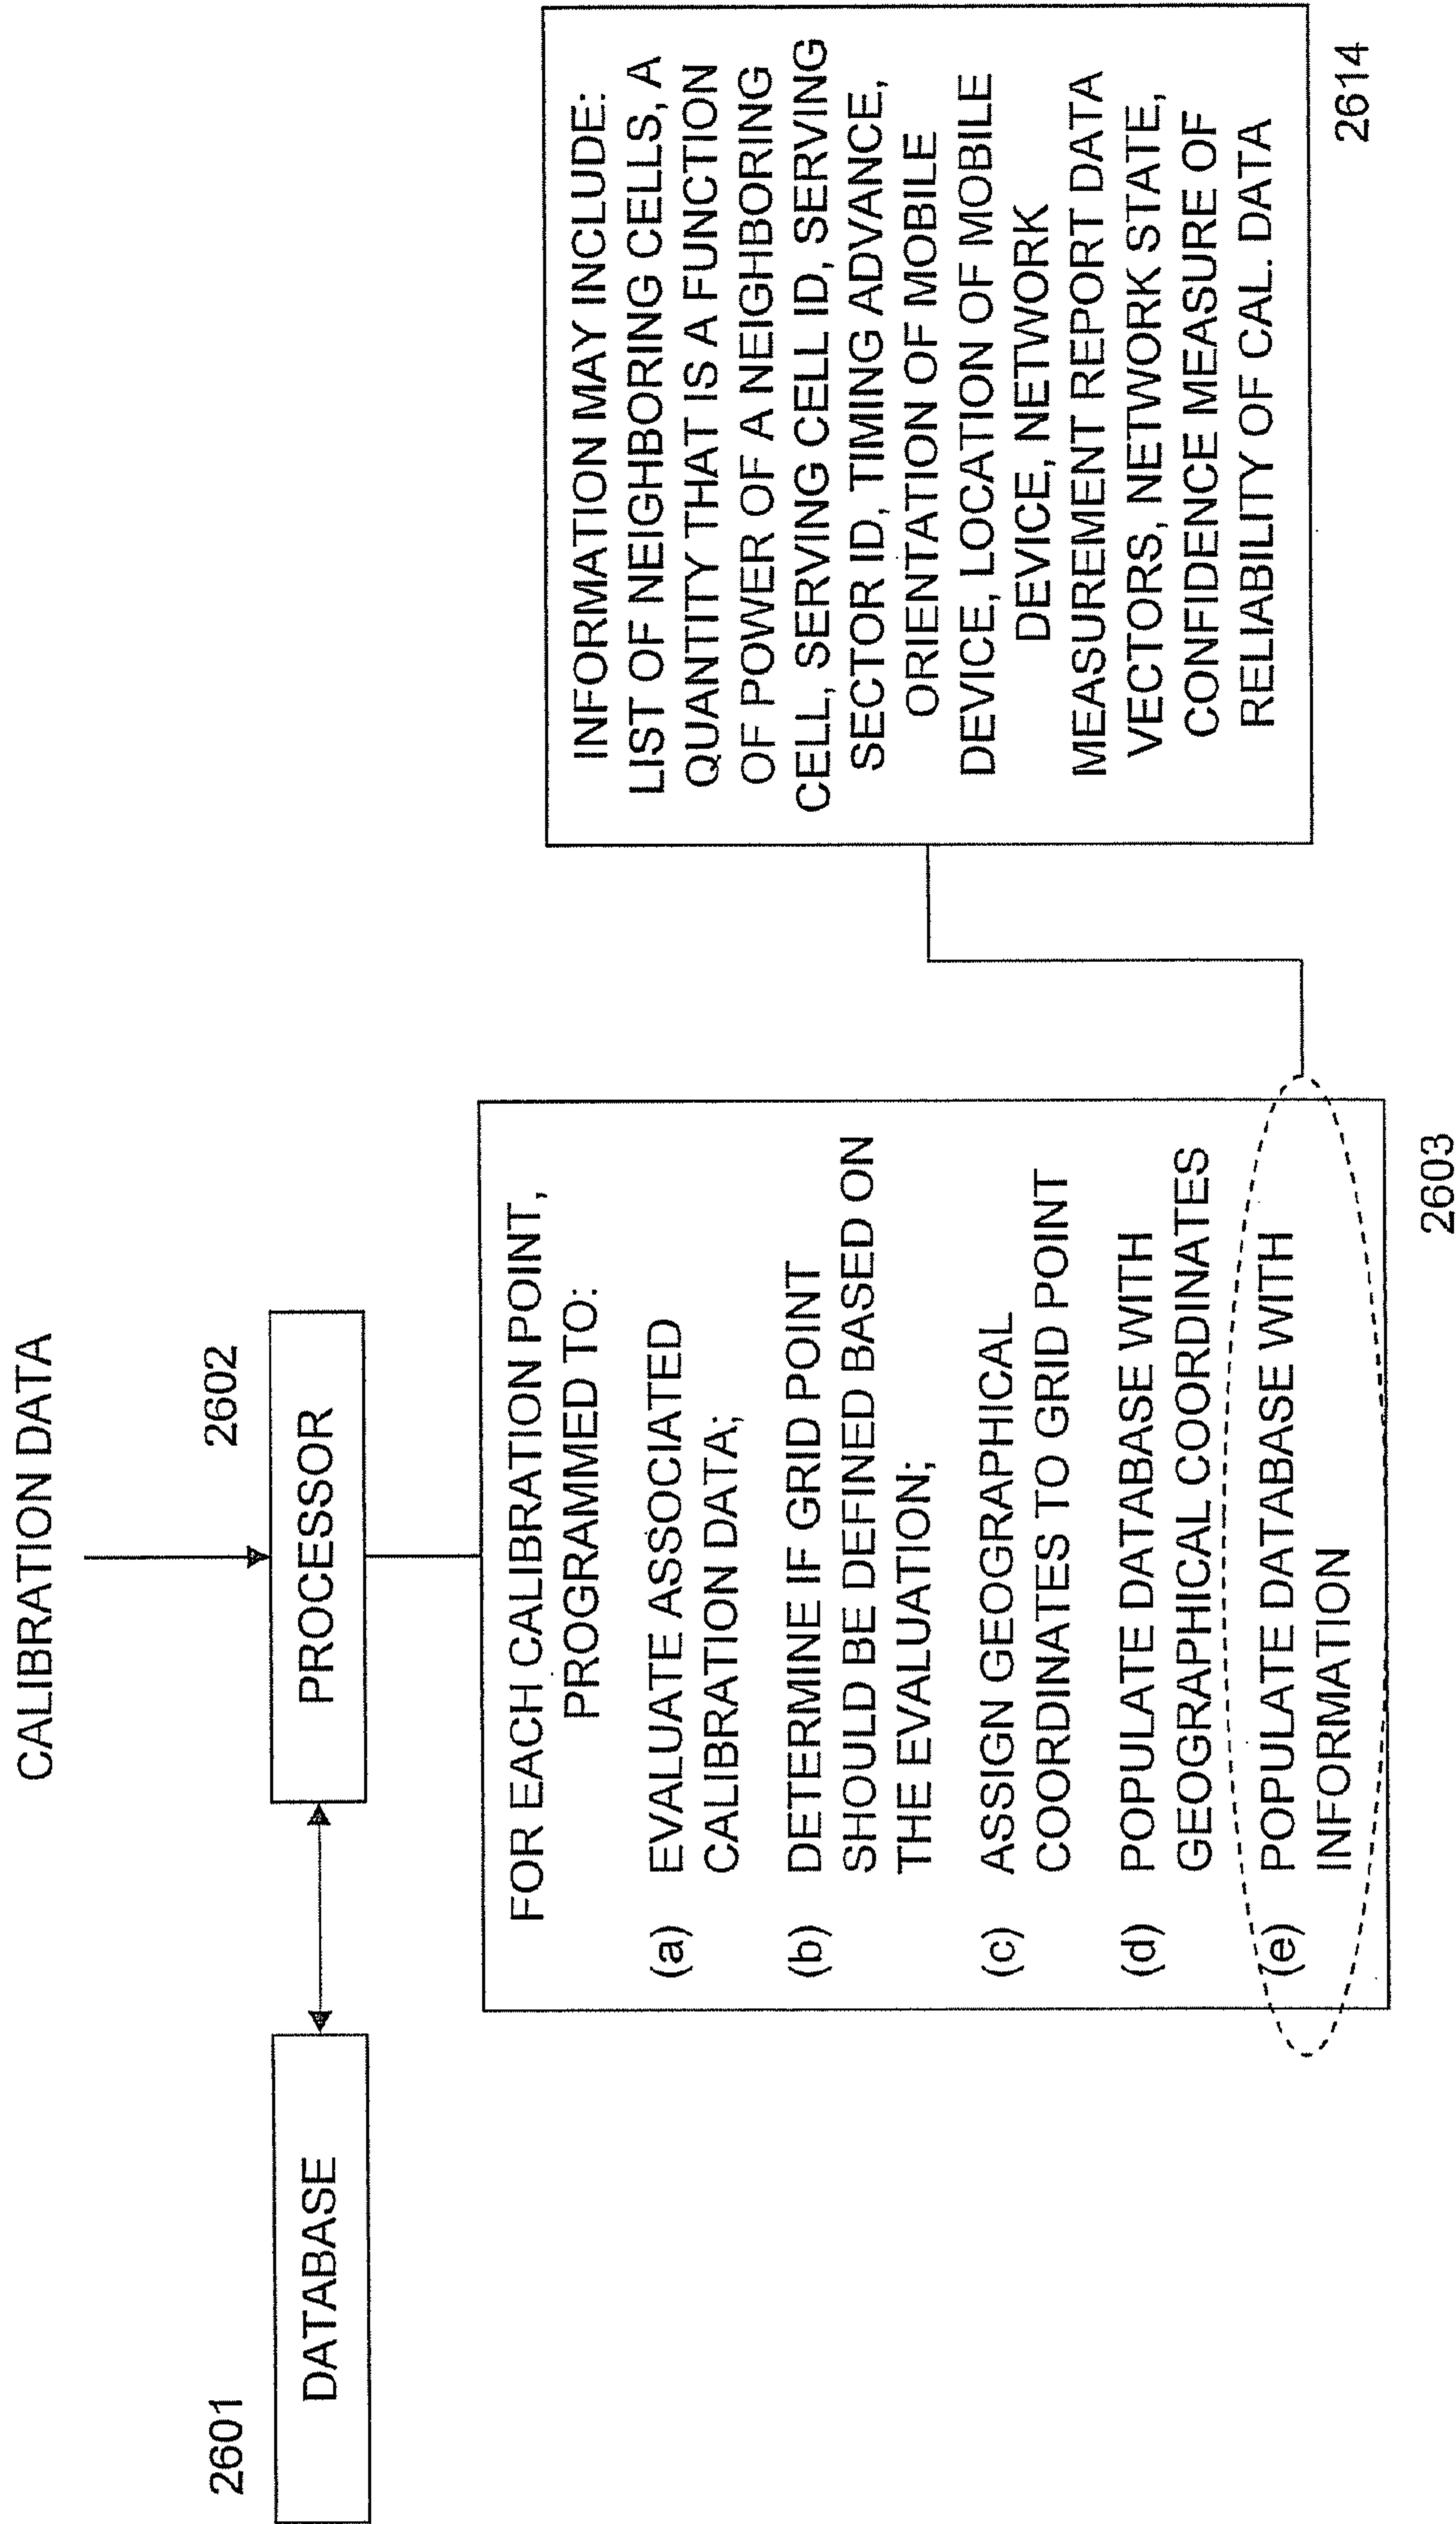 CALIBRATION DATA
2601
DATABASE
2602
PROCESSOR
FOR EACH CALIBRATION POINT,
PROGRAMMED TO:
(a) EVALUATE ASSOCIATED
CALIBRATION DATA;
(b) DETERMINE IF GRID POINT
SHOULD BE DEFINED BASED ON
THE EVALUATION;
(c) ASSIGN GEOGRAPHICAL
COORDINATES TO GRID POINT
(d) POPULATE DATABASE WITH
GEOGRAPHICAL COORDINATES
(e) POPULATE DATABASE WITH
INFORMATION
2603
INFORMATION MAY INCLUDE:
LIST OF NEIGHBORING CELLS, A
QUANTITY THAT IS A FUNCTION
OF POWER OF A NEIGHBORING
CELL, SERVING CELL ID, SERVING
SECTOR ID, TIMING ADVANCE,
ORIENTATION OF MOBILE
DEVICE, LOCATION OF MOBILE
DEVICE, NETWORK
MEASUREMENT REPORT DATA
VECTORS, NETWORK STATE,
CONFIDENCE MEASURE OF
RELIABILITY OF CAL. DATA
2614